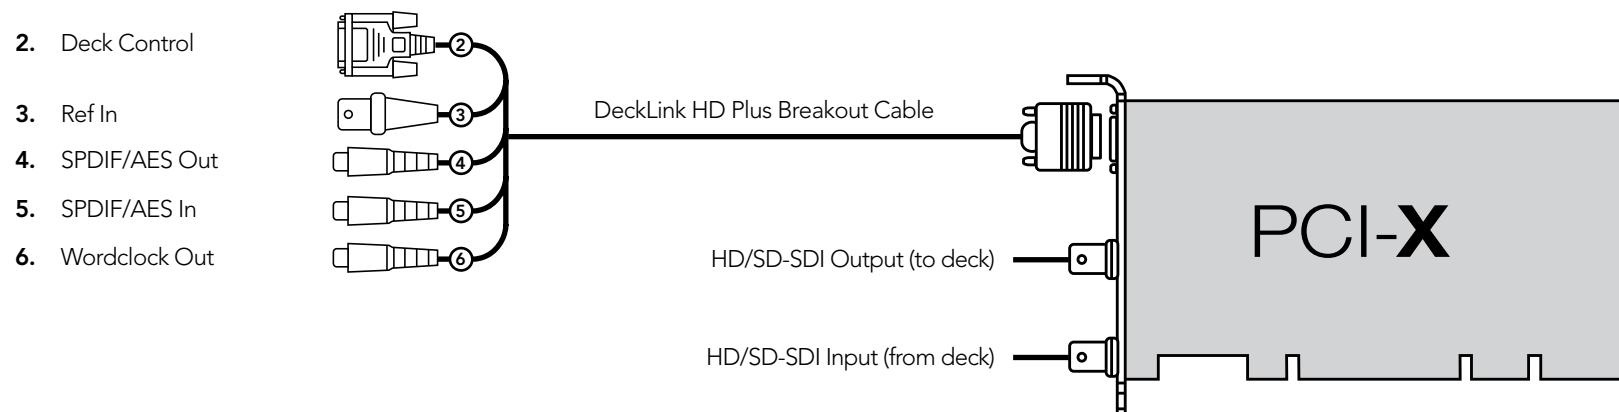 2. Deck Control
3. Ref In
4. SPDIF/AES Out
5. SPDIF/AES In
6. Wordclock Out
2
3
4
5
6
DeckLink HD Plus Breakout Cable
HD/SD-SDI Output (to deck)
HD/SD-SDI Input (from deck)
PCI-X